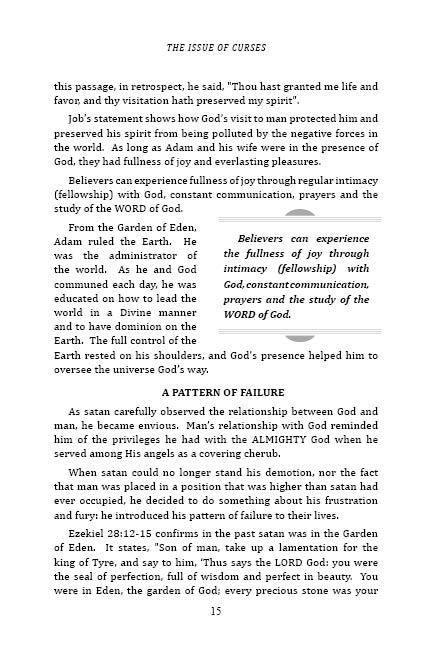 THE ISSUE OF CURSES
this passage, in retrospect, he said, "Thou hast granted me life and
favor, and thy visitation hath preserved my spirit".
Job's statement shows how God's visit to man protected him and
preserved his spirit from being polluted by the negative forces in
the world. As long as Adam and his wife were in the presence of
God, they had fullness of joy and everlasting pleasures.
Believers can experience fullness of joy through regular intimacy
(fellowship) with God, constant communication, prayers and the
study of the WORD of God.
From the Garden of Eden,
Adam ruled the Earth. He
was the administrator of
the world. As he and God
communed each day, he was
educated on how to lead the
world in a Divine manner
and to have dominion on the
Earth. The full control of the
Believers can experience
the fullness of joy through
intimacy (fellowship) with
God, constant communication,
prayers and the study of the
WORD of God.
Earth rested on his shoulders, and God's presence helped him to
oversee the universe God's way.
A PATTERN OF FAILURE
As satan carefully observed the relationship between God and
man, he became envious. Man's relationship with God reminded
him of the privileges he had with the ALMIGHTY God when he
served among His angels as a covering cherub.
When satan could no longer stand his demotion, nor the fact
that man was placed in a position that was higher than satan had
ever occupied, he decided to do something about his frustration
and fury: he introduced his pattern of failure to their lives.
Ezekiel 28:12-15 confirms in the past satan was in the Garden
of Eden. It states, "Son of man, take up a lamentation for the
king of Tyre, and say to him, 'Thus says the LORD God: you were
the seal of perfection, full of wisdom and perfect in beauty. You
were in Eden, the garden of God; every precious stone was your
15